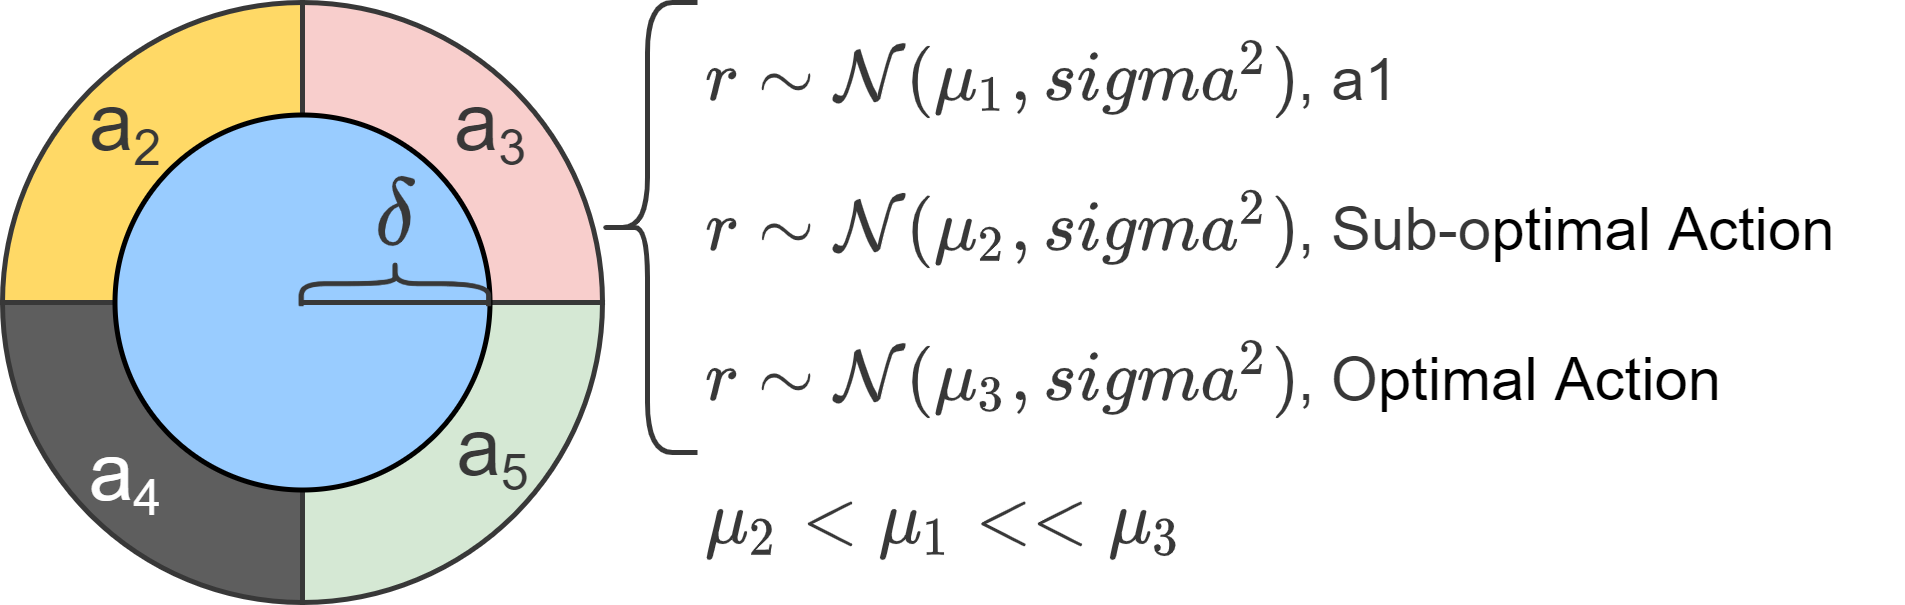 a2
a3
δ
a4
a5
r ∼ 𝒩(μ1, sigma²), a1
r ∼ 𝒩(μ2, sigma²), Sub-optimal Action
r ∼ 𝒩(μ3, sigma²), Optimal Action
μ2 < μ1 << μ3